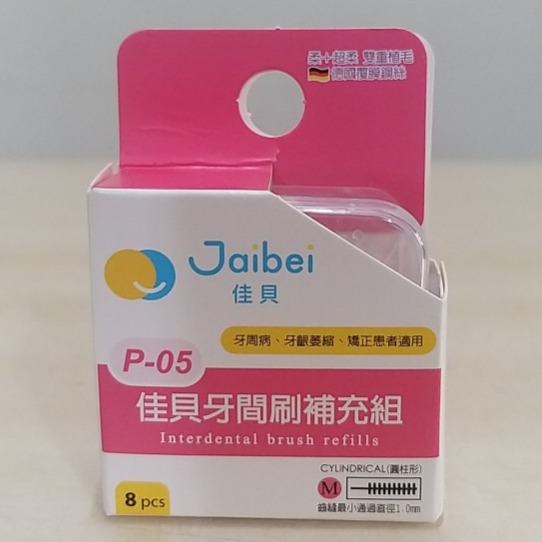 柔+超柔 雙重植毛
德國覆膜鋼絲
Jaibei
佳貝
牙周病、牙齦萎縮、矯正患者適用
P-05
佳貝牙間刷補充組
Interdental brush refills
CYLINDRICAL(圓柱形)
M
齒縫最小通過直徑1.0mm
8 pcs